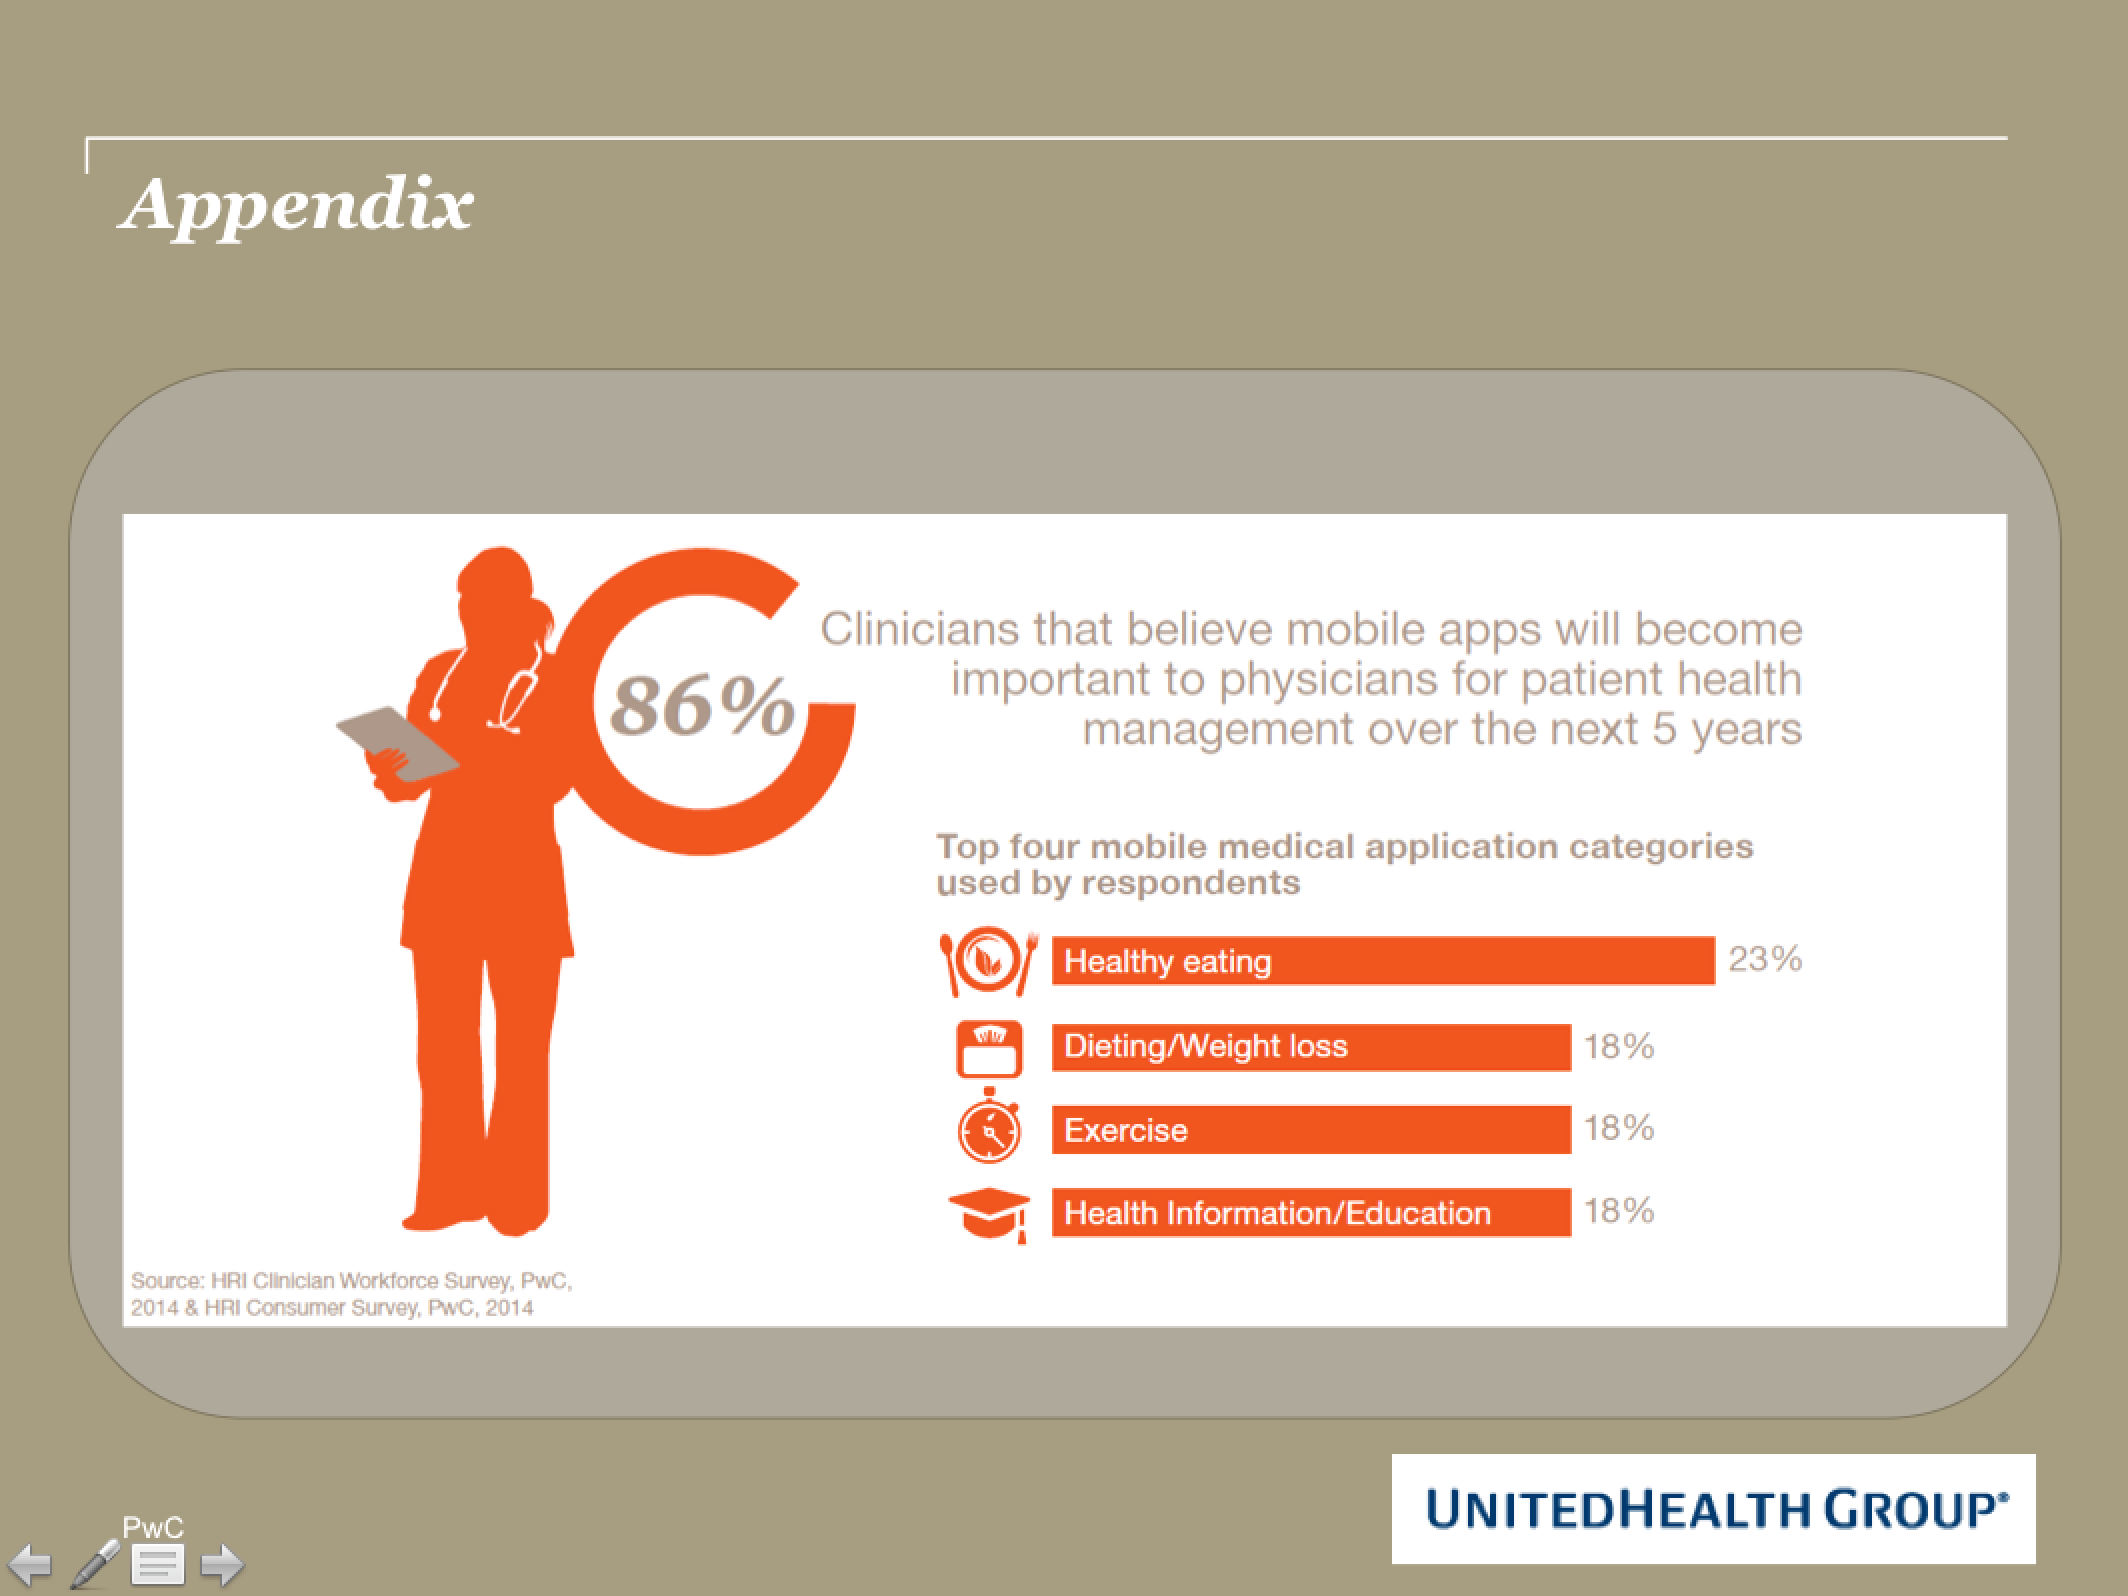 Appendix
86%
Clinicians that believe mobile apps will become
important to physicians for patient health
management over the next 5 years
Top four mobile medical application categories
used by respondents
Healthy eating 23%
Dieting/Weight loss 18%
Exercise 18%
Health Information/Education 18%
Source: HRI Clinician Workforce Survey, PwC,
2014 & HRI Consumer Survey, PwC, 2014
PwC
UNITEDHEALTH GROUP®